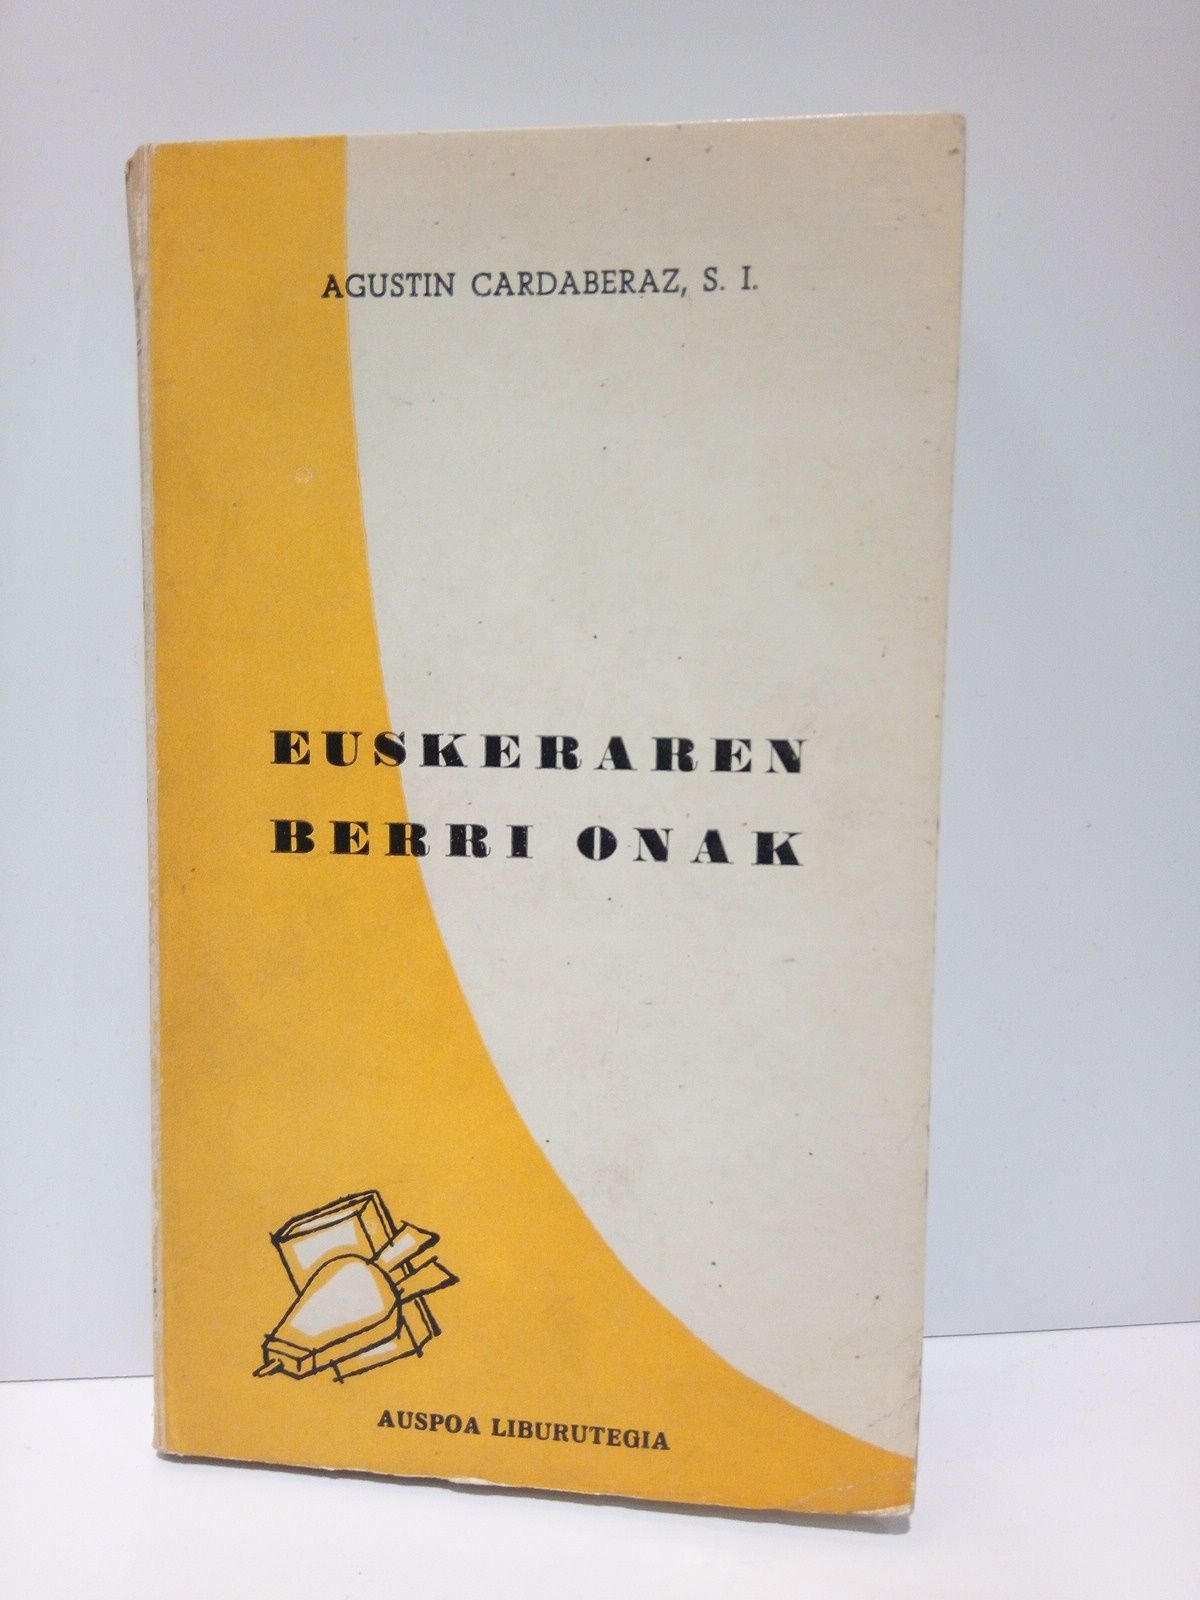 AGUSTIN CARDABERAZ, S. I.
EUSKERAREN
BERRI ONAK
AUSPOA LIBURUTEGIA